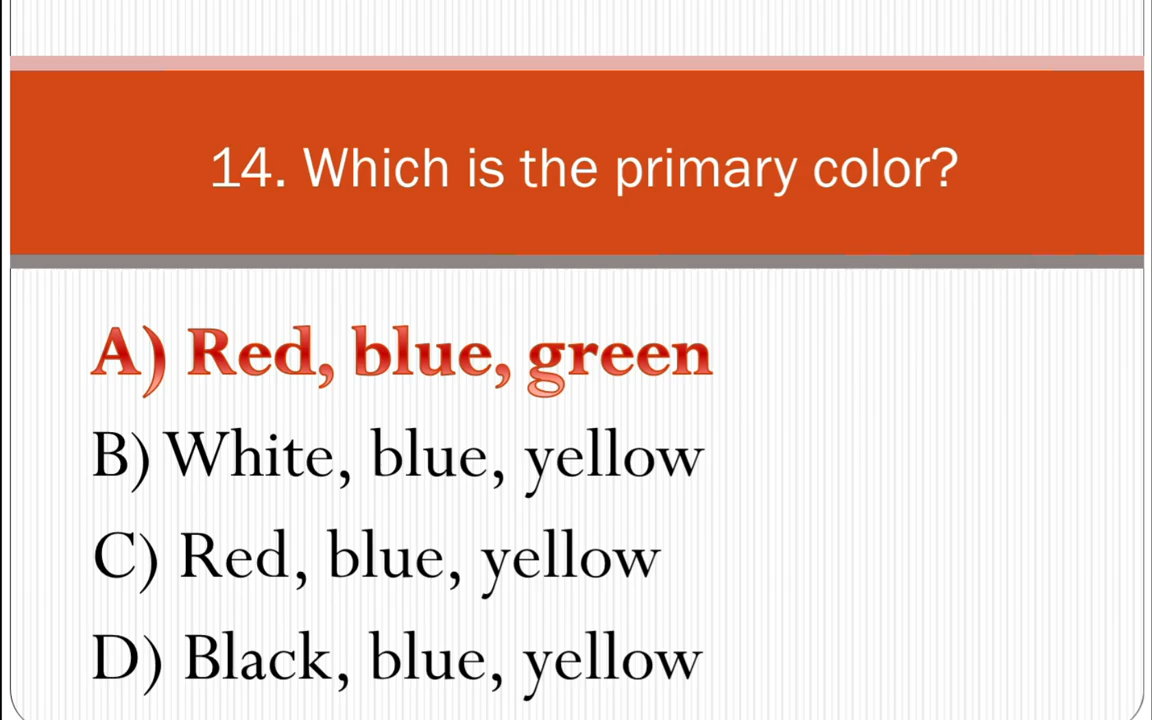 14. Which is the primary color?
A) Red, blue, green
B) White, blue, yellow
C) Red, blue, yellow
D) Black, blue, yellow